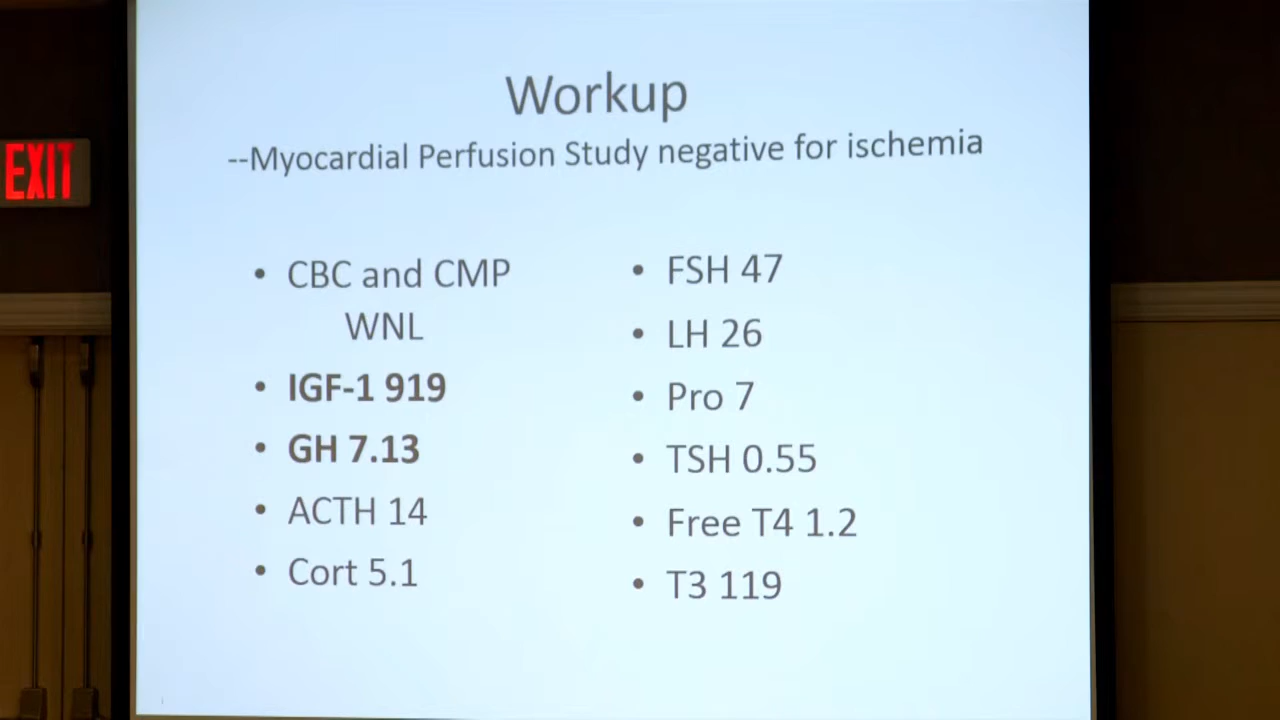 Workup
--Myocardial Perfusion Study negative for ischemia
EXIT
• CBC and CMP
WNL
• IGF-1 919
• GH 7.13
• ACTH 14
• Cort 5.1
• FSH 47
• LH 26
• Pro 7
• TSH 0.55
• Free T4 1.2
• T3 119